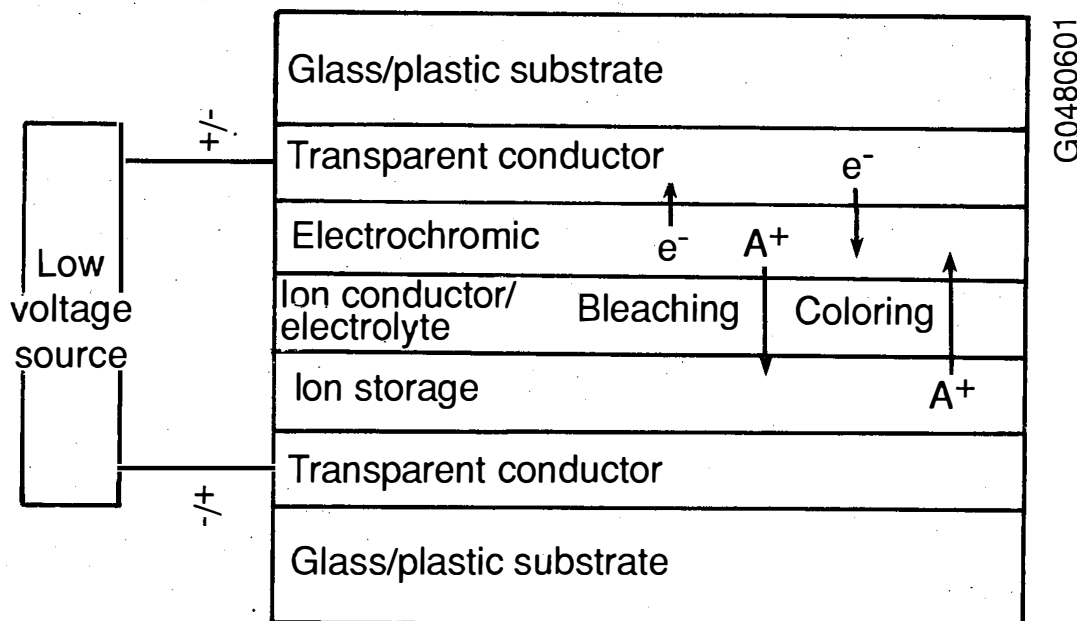 Glass/plastic substrate
G0480601
+/-
Transparent conductor
e-
Electrochromic
e-
A+
Low
voltage
source
Ion conductor/
electrolyte
Bleaching
Coloring
Ion storage
A+
-/+
Transparent conductor
Glass/plastic substrate